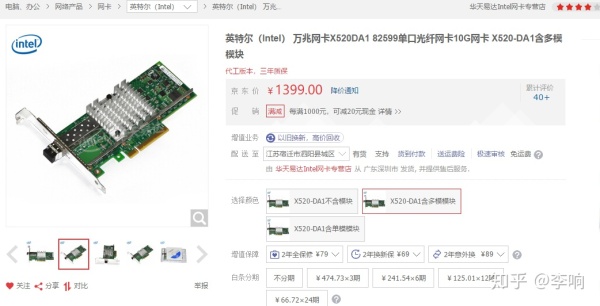 电脑、办公 > 网络产品 > 网卡 > 英特尔（Intel） > 英特尔（Intel） 万兆...
华天易达Intel网卡专营店
intel
英特尔（Intel） 万兆网卡X520DA1 82599单口光纤网卡10G网卡 X520-DA1含多模模块
代工版本、三年质保
京东价 ￥1399.00 降价通知
累计评价
40+
促销 满减 每满1000元，可减20元现金 详情 >>
增值业务 以旧换新，高价回收
配送至 江苏宿迁市泗阳县城区 有货 支持 货到付款 送运费险 极速审核 免运费
由 华天易达Intel网卡专营店 从 广东深圳市 发货，并提供售后服务.
选择颜色 X520-DA1不含模块 X520-DA1含多模模块
X520-DA1含单模模块
增值保障 2年全保修 ¥79 2年换新保 ¥69 2年意外换 ¥89
白条分期 不分期 ￥474.73×3期 ￥241.54×6期 ￥125.01×12期
￥66.72×24期
关注 分享 对比 举报
知乎 @李响